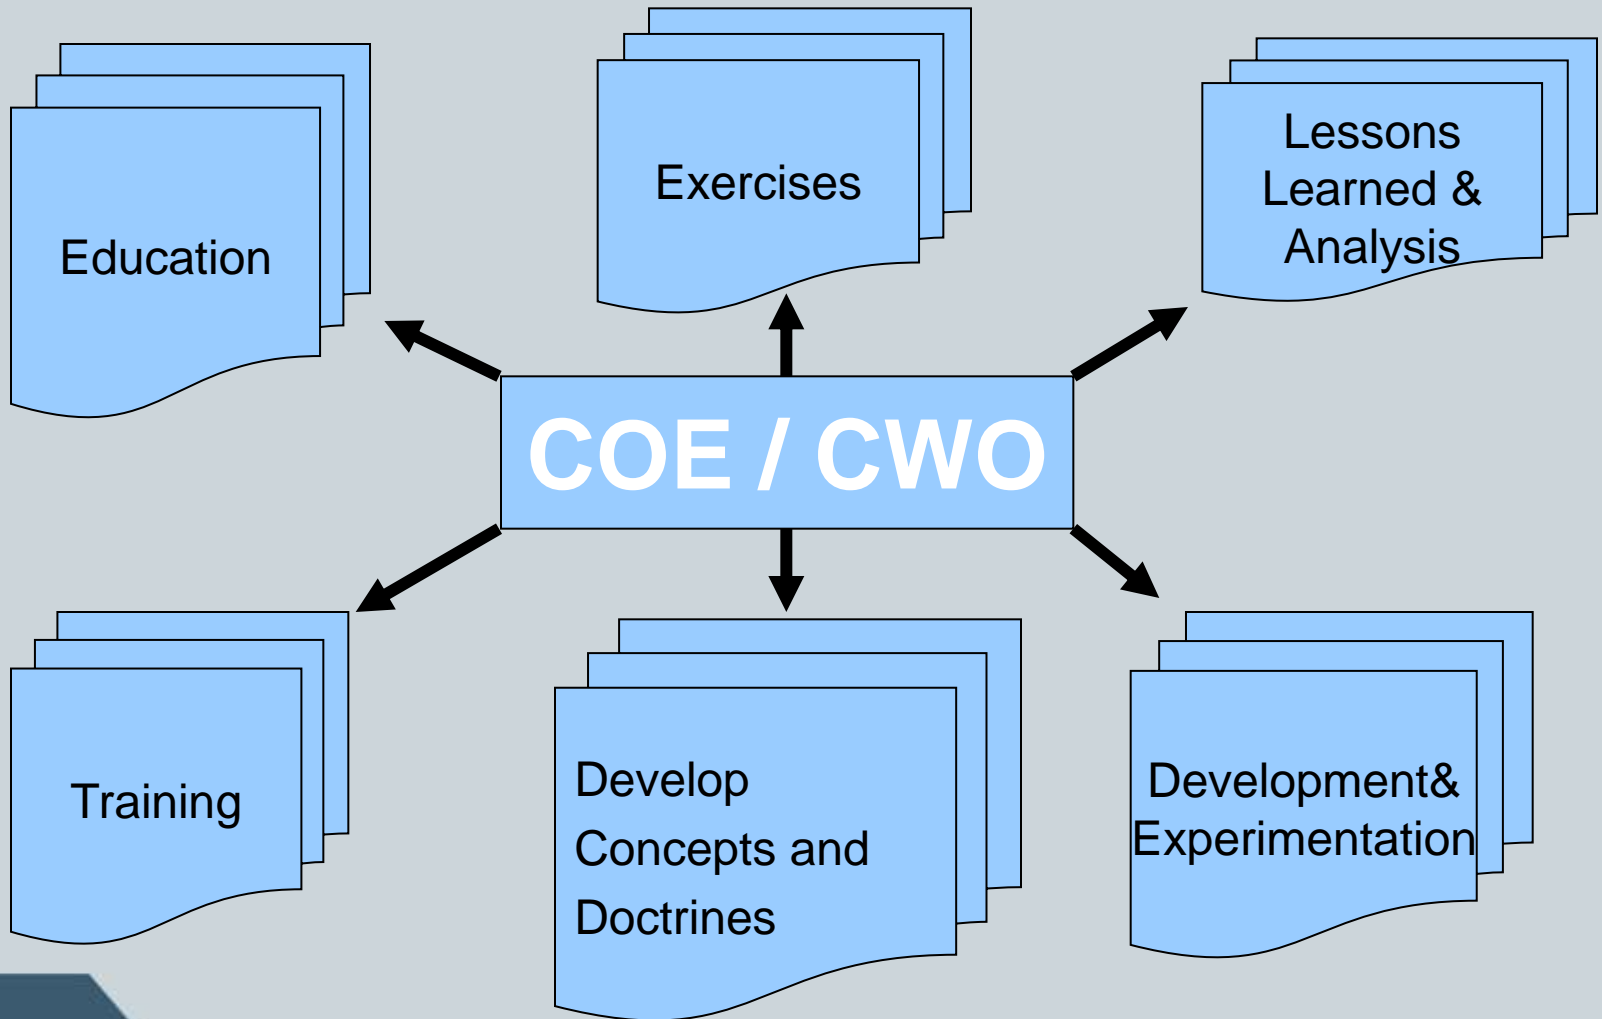 Education
Exercises
Lessons
Learned &
Analysis
COE / CWO
Training
Develop
Concepts and
Doctrines
Development&
Experimentation